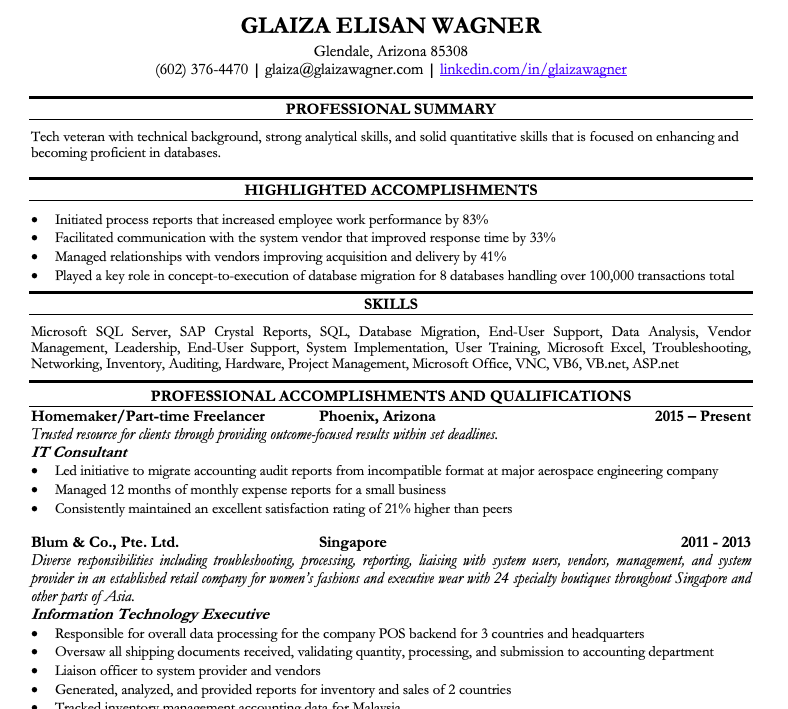 GLAIZA ELISAN WAGNER
Glendale, Arizona 85308
(602) 376-4470 | glaiza@glaizawagner.com | linkedin.com/in/glaizawagner
PROFESSIONAL SUMMARY
Tech veteran with technical background, strong analytical skills, and solid quantitative skills that is focused on enhancing and
becoming proficient in databases.
HIGHLIGHTED ACCOMPLISHMENTS
• Initiated process reports that increased employee work performance by 83%
• Facilitated communication with the system vendor that improved response time by 33%
• Managed relationships with vendors improving acquisition and delivery by 41%
• Played a key role in concept-to-execution of database migration for 8 databases handling over 100,000 transactions total
SKILLS
Microsoft SQL Server, SAP Crystal Reports, SQL, Database Migration, End-User Support, Data Analysis, Vendor
Management, Leadership, End-User Support, System Implementation, User Training, Microsoft Excel, Troubleshooting,
Networking, Inventory, Auditing, Hardware, Project Management, Microsoft Office, VNC, VB6, VB.net, ASP.net
PROFESSIONAL ACCOMPLISHMENTS AND QUALIFICATIONS
Homemaker/Part-time Freelancer Phoenix, Arizona 2015 – Present
Trusted resource for clients through providing outcome-focused results within set deadlines.
IT Consultant
• Led initiative to migrate accounting audit reports from incompatible format at major aerospace engineering company
• Managed 12 months of monthly expense reports for a small business
• Consistently maintained an excellent satisfaction rating of 21% higher than peers
Blum & Co., Pte. Ltd. Singapore 2011 - 2013
Diverse responsibilities including troubleshooting, processing, reporting, liaising with system users, vendors, management, and system
provider in an established retail company for women's fashions and executive wear with 24 specialty boutiques throughout Singapore and
other parts of Asia.
Information Technology Executive
• Responsible for overall data processing for the company POS backend for 3 countries and headquarters
• Oversaw all shipping documents received, validating quantity, processing, and submission to accounting department
• Liaison officer to system provider and vendors
• Generated, analyzed, and provided reports for inventory and sales of 2 countries
• Tracked inventory management accounting data for Malaysia